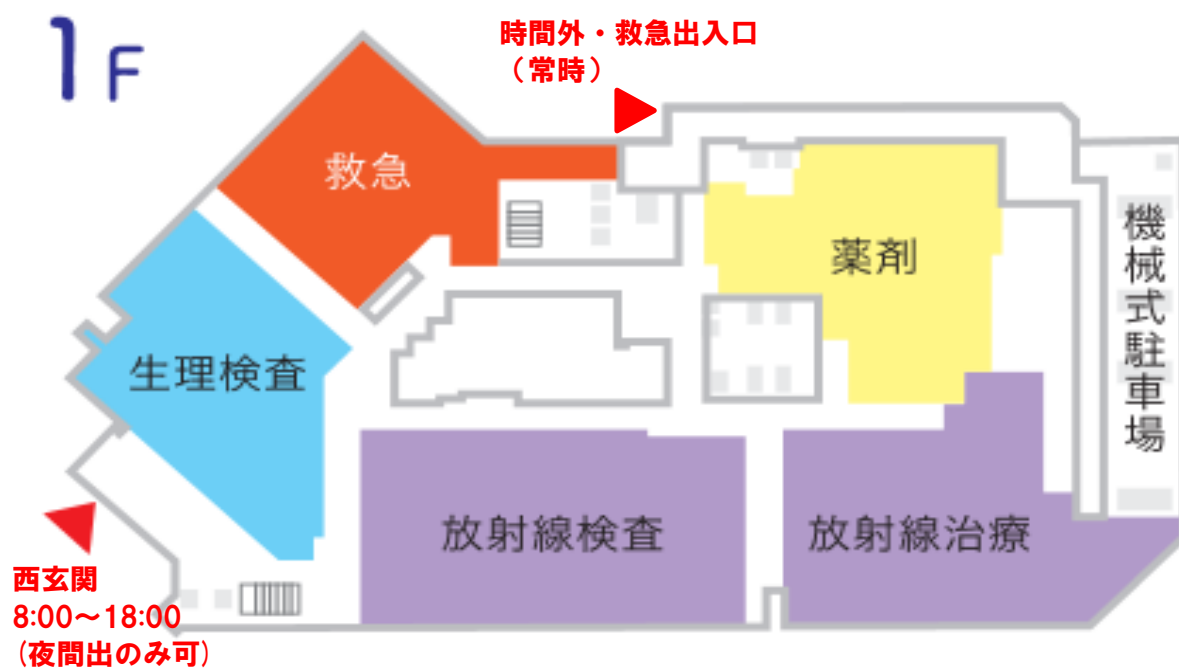 1F
時間外・救急出入口
（常時）
救急
薬剤
機械式駐車場
生理検査
放射線検査
放射線治療
西玄関
8:00～18:00
(夜間出のみ可)